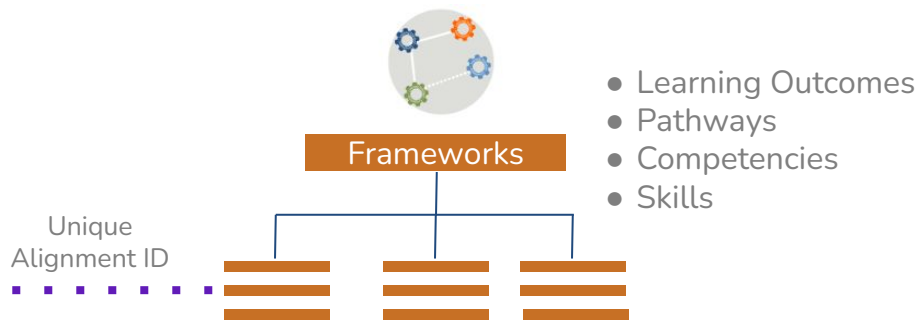 ● Learning Outcomes
● Pathways
● Competencies
● Skills
Frameworks
Unique
Alignment ID